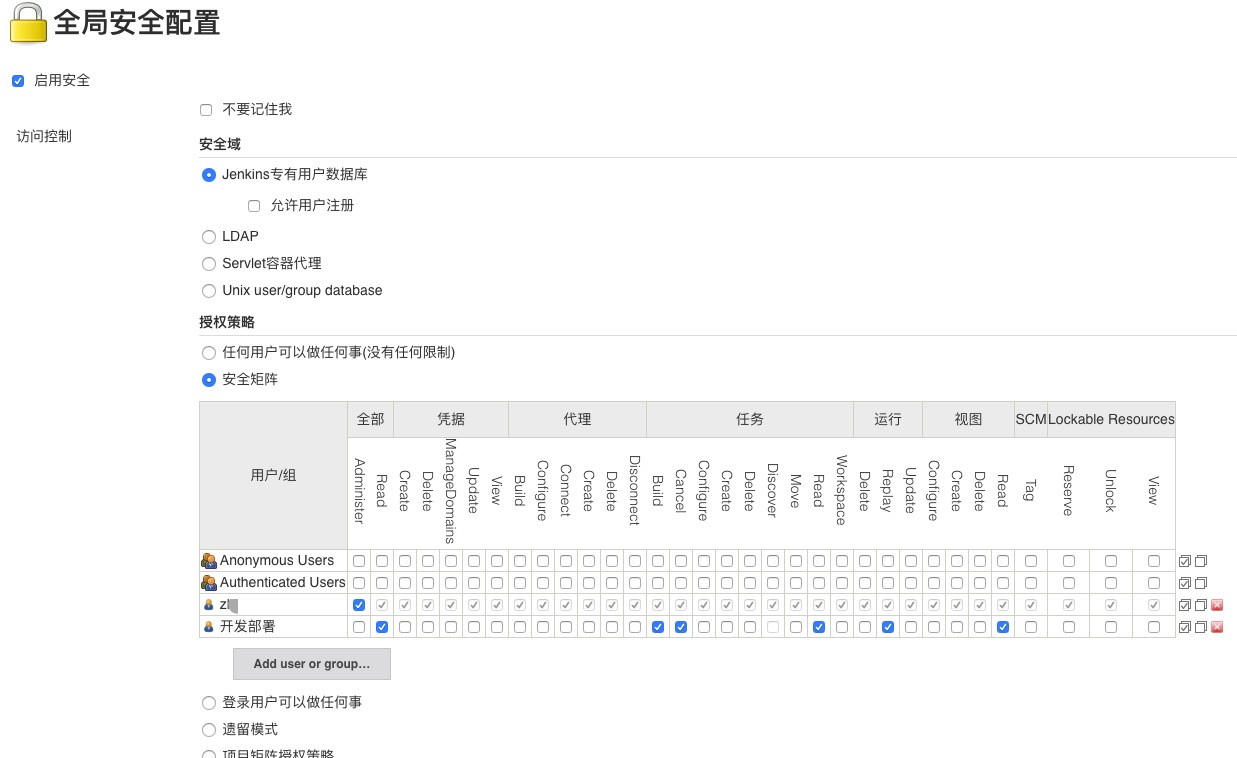 全局安全配置
启用安全
不要记住我
访问控制
安全域
Jenkins专有用户数据库
允许用户注册
LDAP
Servlet容器代理
Unix user/group database
授权策略
任何用户可以做任何事(没有任何限制)
安全矩阵
用户/组 全部 凭据 代理 任务 运行 视图 SCM Lockable Resources
Administer Read Create Delete ManageDomains Update View Build Configure Connect Create Delete Disconnect Build Cancel Configure Create Delete Discover Move Read Workspace Delete Replay Update Configure Create Delete Read Tag Reserve Unlock View
Anonymous Users
Authenticated Users
开发部署
Add user or group...
登录用户可以做任何事
遗留模式
项目矩阵授权策略